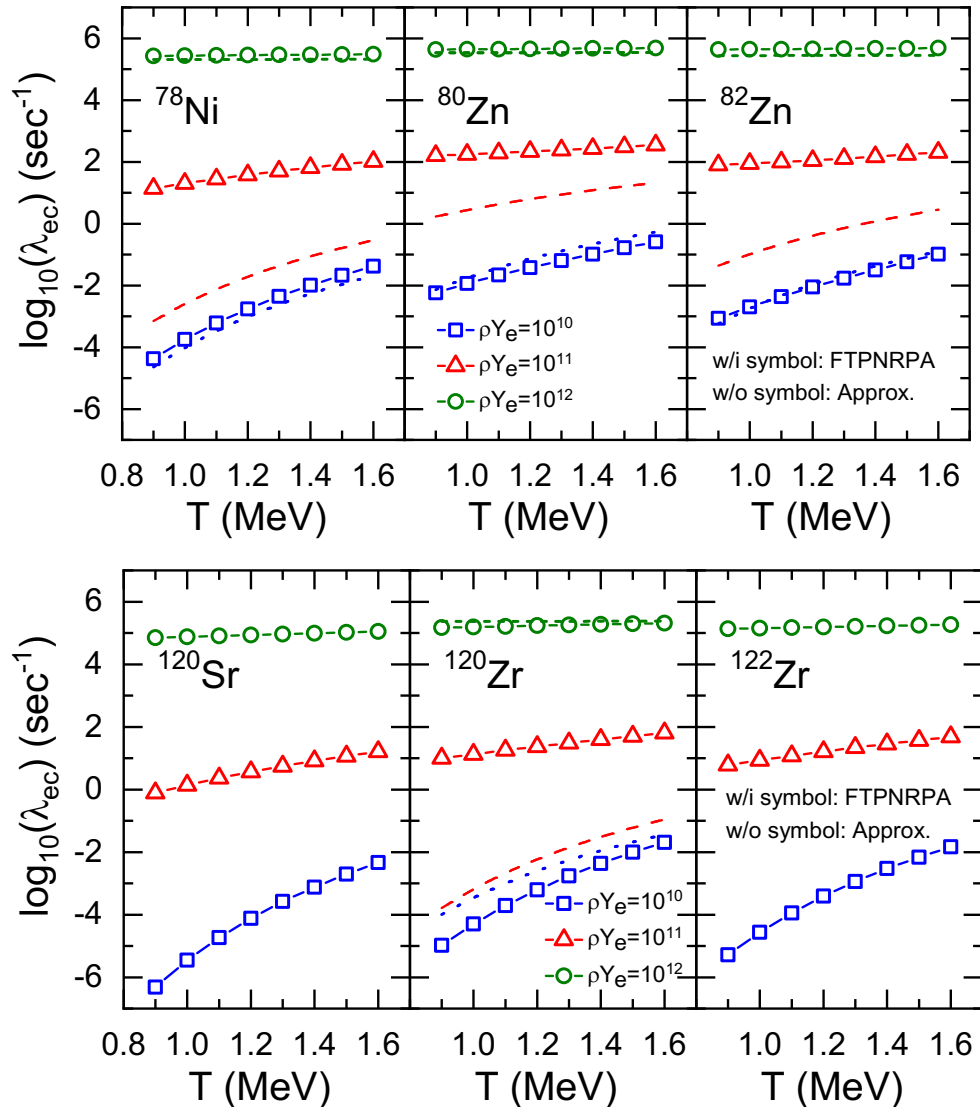 log₁₀(λₑc) (sec⁻¹)
6
4
2
0
-2
-4
-6
⁷⁸Ni
⁸⁰Zn
⁸²Zn
ρYₑ=10¹⁰
ρYₑ=10¹¹
ρYₑ=10¹²
w/i symbol: FTPNRPA
w/o symbol: Approx.
0.8 1.0 1.2 1.4 1.6 1.0 1.2 1.4 1.6 1.0 1.2 1.4 1.6
T (MeV) T (MeV) T (MeV)
log₁₀(λₑc) (sec⁻¹)
6
4
2
0
-2
-4
-6
¹²⁰Sr
¹²⁰Zr
¹²²Zr
w/i symbol: FTPNRPA
w/o symbol: Approx.
ρYₑ=10¹⁰
ρYₑ=10¹¹
ρYₑ=10¹²
0.8 1.0 1.2 1.4 1.6 1.0 1.2 1.4 1.6 1.0 1.2 1.4 1.6
T (MeV) T (MeV) T (MeV)